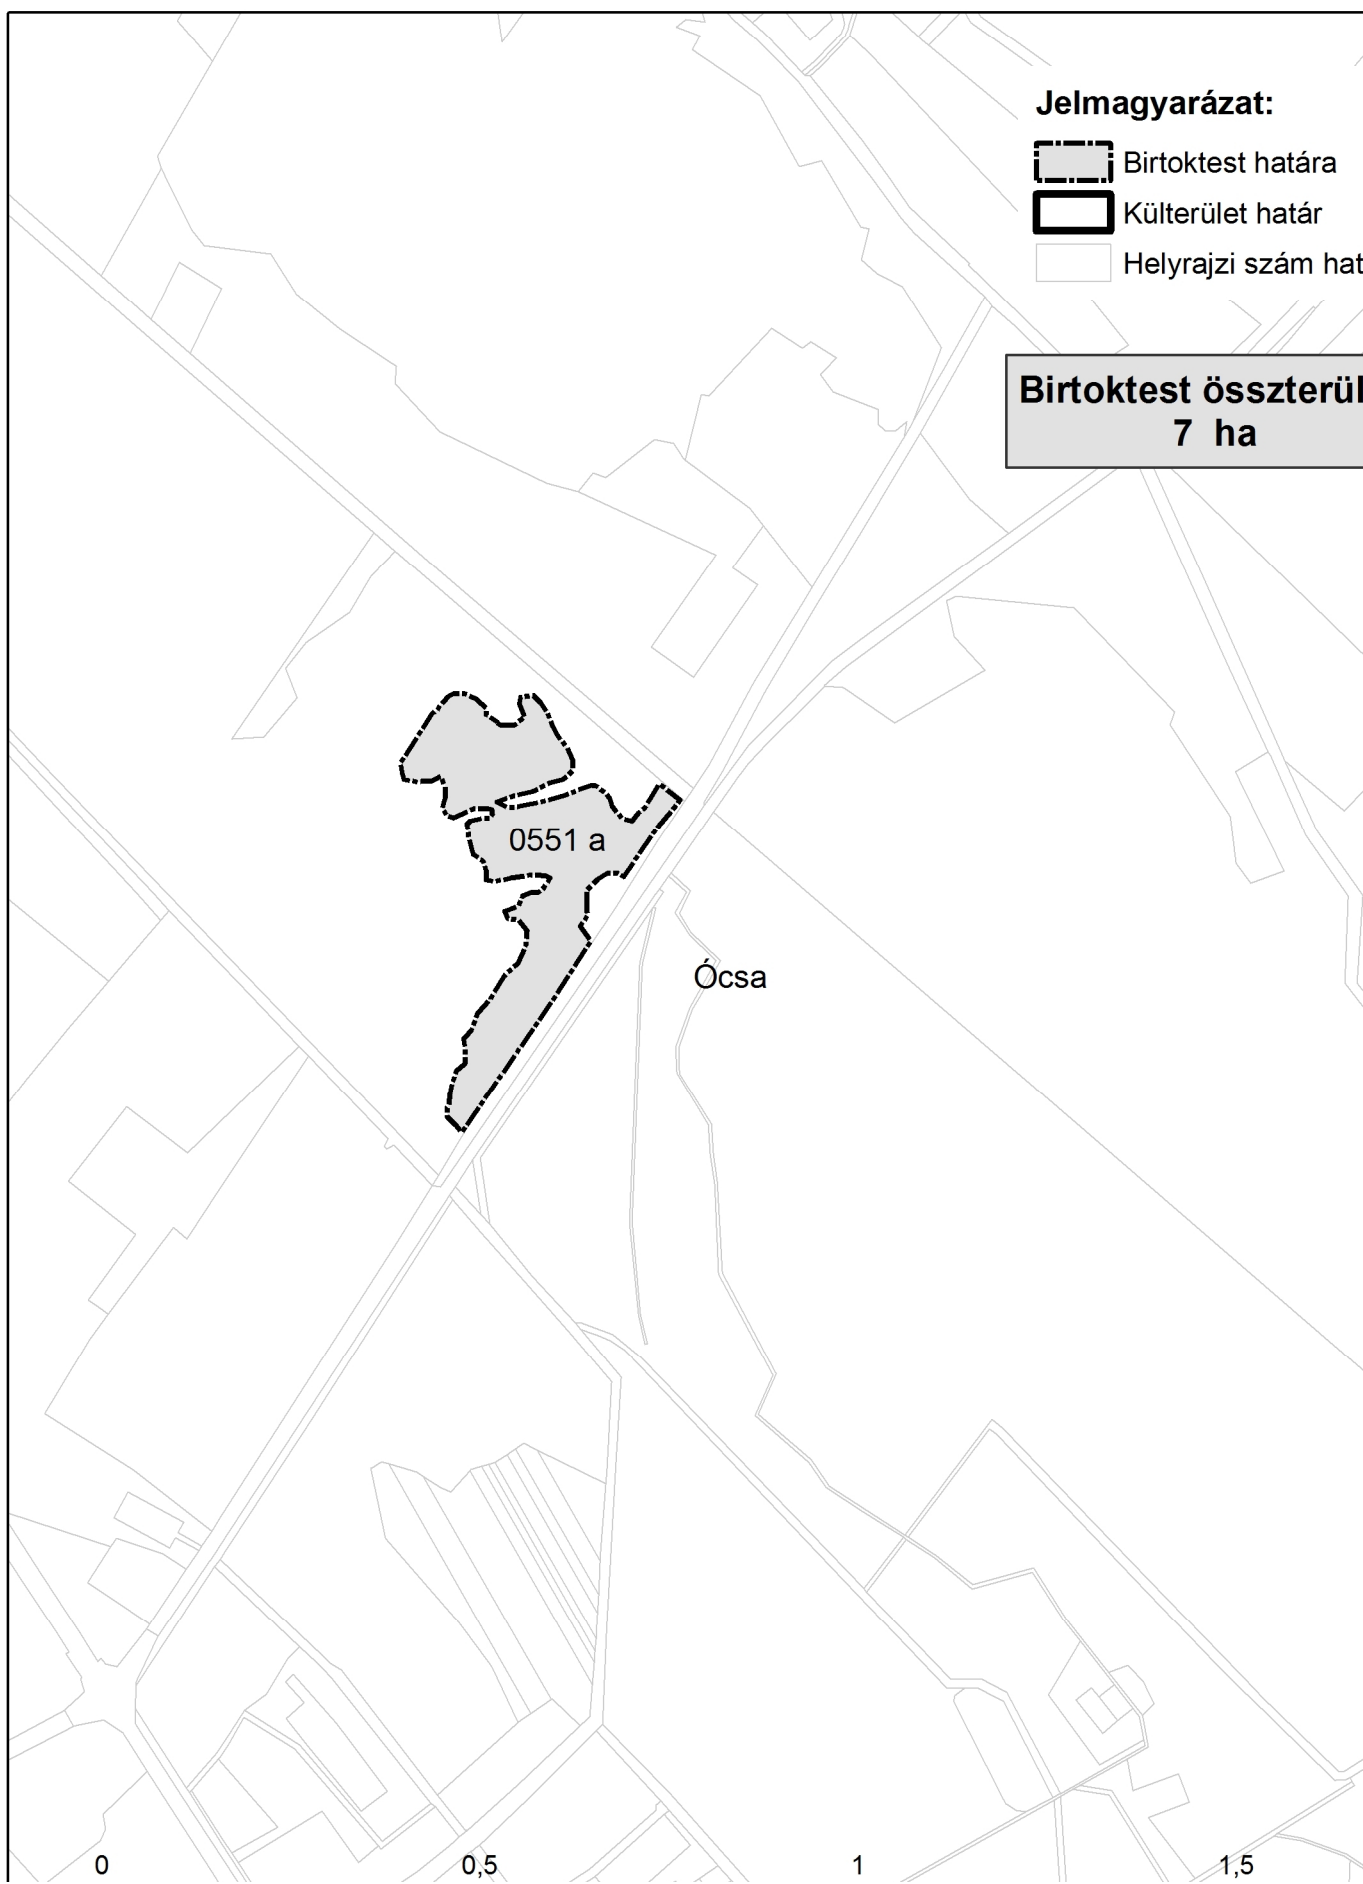 Jelmagyarázat:
Birtoktest határa
Külterület határ
Helyrajzi szám hat
Birtoktest összterül
7 ha
0551 a
Ócsa
0 0,5 1 1,5